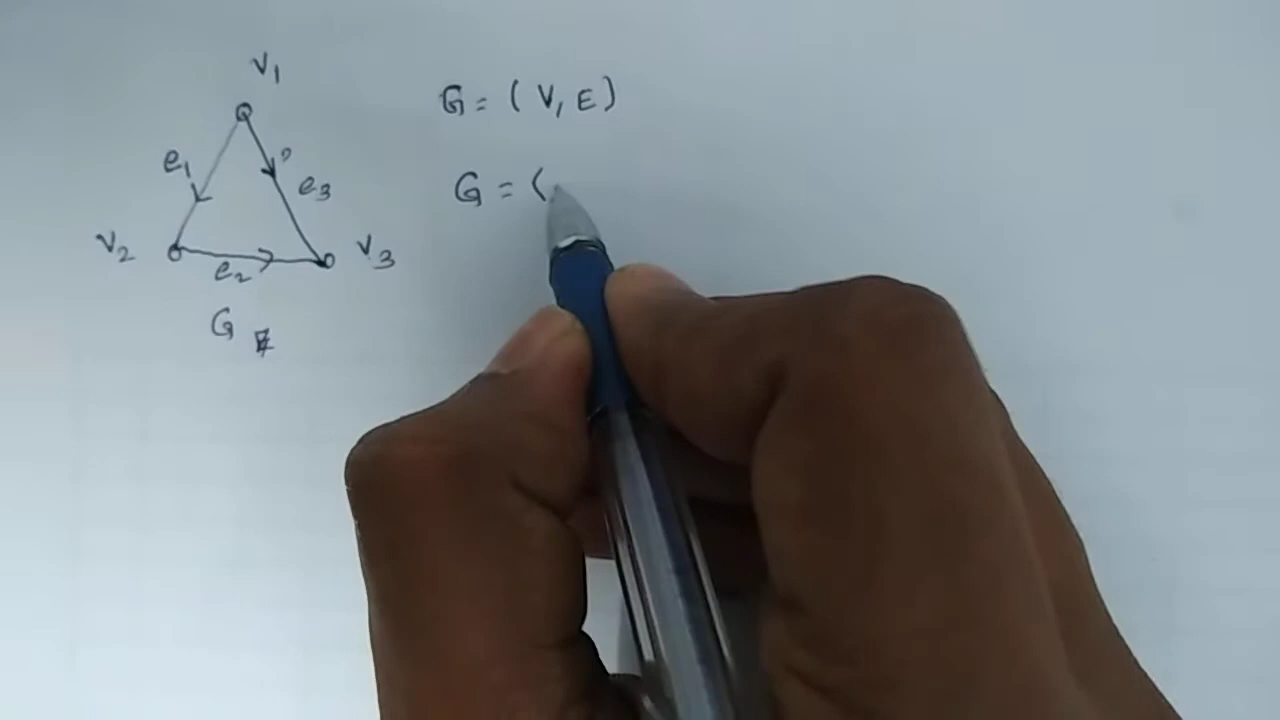 v1
G = (V, E)
e1
e3
G = (
v2
e2
v3
G